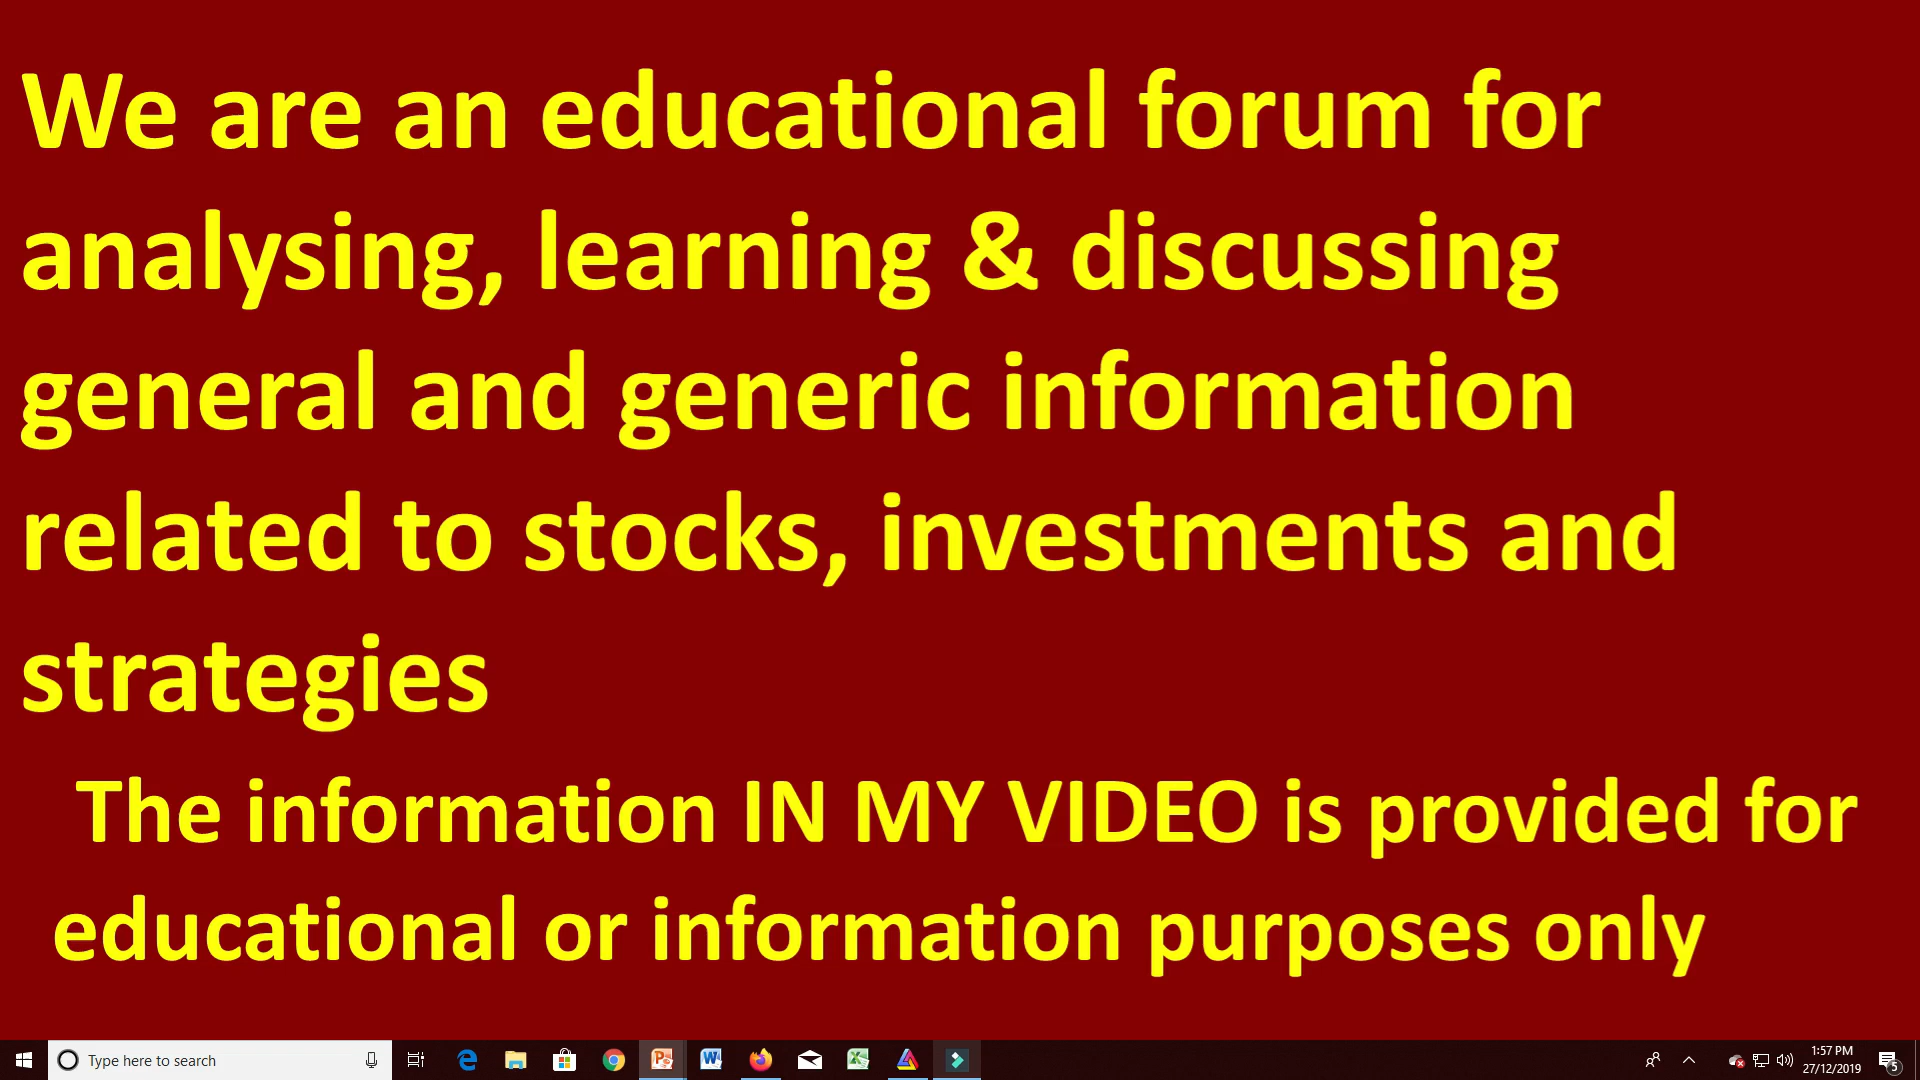 We are an educational forum for
analysing, learning & discussing
general and generic information
related to stocks, investments and
strategies
The information IN MY VIDEO is provided for
educational or information purposes only
Type here to search
1:57 PM
27/12/2019
5